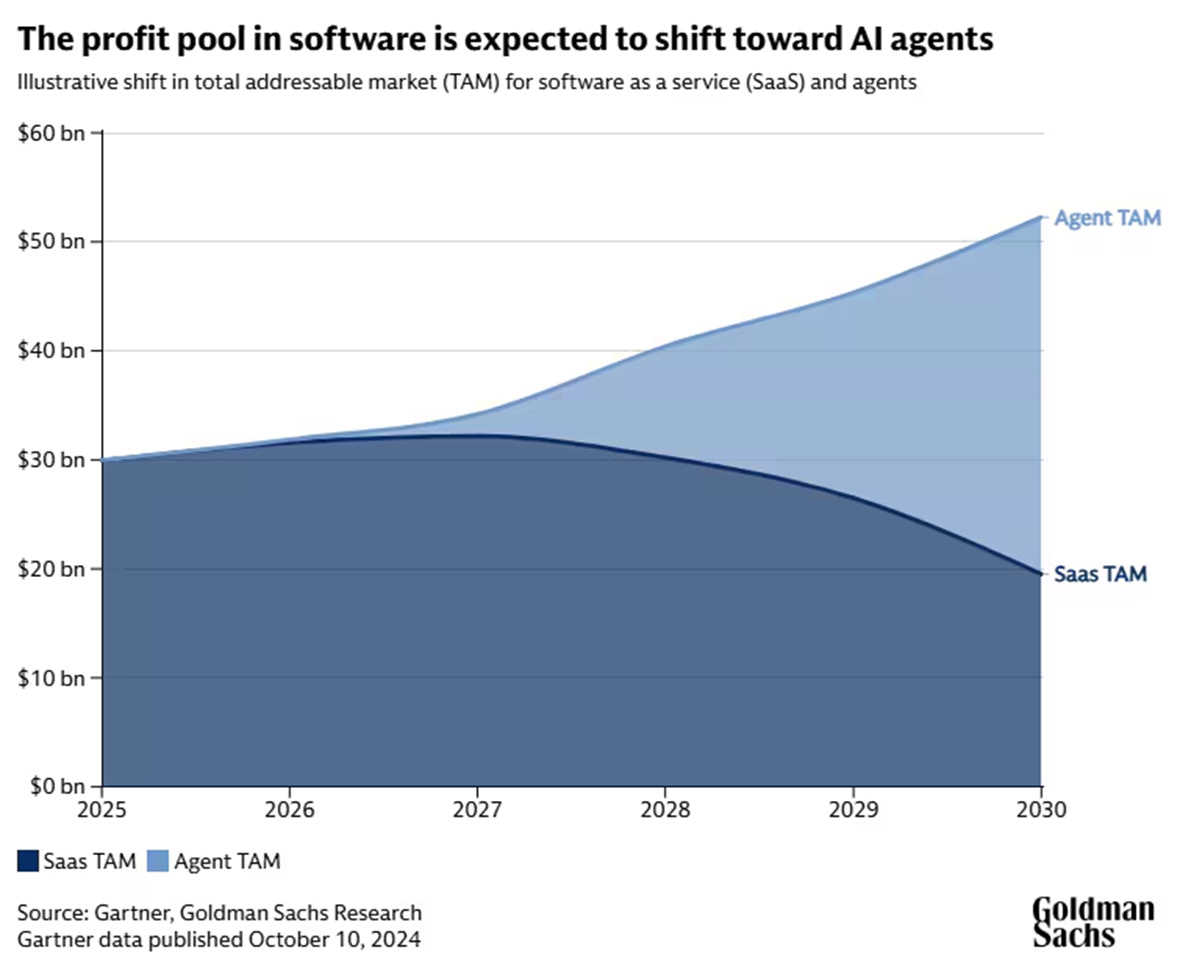 The profit pool in software is expected to shift toward AI agents
Illustrative shift in total addressable market (TAM) for software as a service (SaaS) and agents
$60 bn
$50 bn
$40 bn
$30 bn
$20 bn
$10 bn
$0 bn
Agent TAM
Saas TAM
2025 2026 2027 2028 2029 2030
Saas TAM Agent TAM
Source: Gartner, Goldman Sachs Research
Gartner data published October 10, 2024
Goldman
Sachs